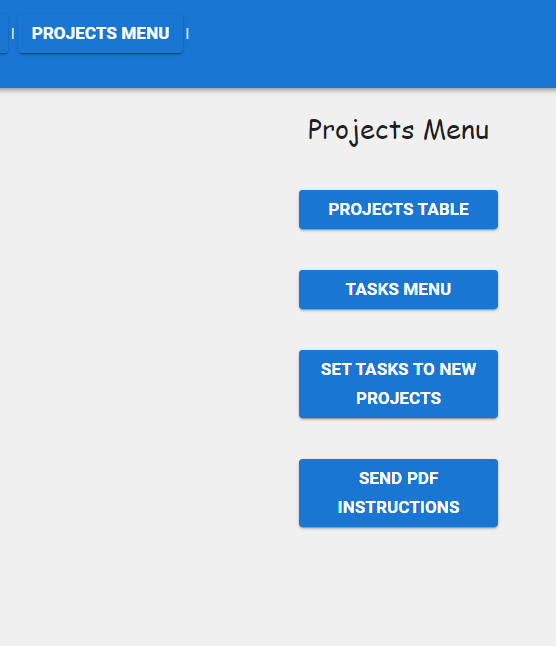 | PROJECTS MENU |
Projects Menu
PROJECTS TABLE
TASKS MENU
SET TASKS TO NEW
PROJECTS
SEND PDF
INSTRUCTIONS